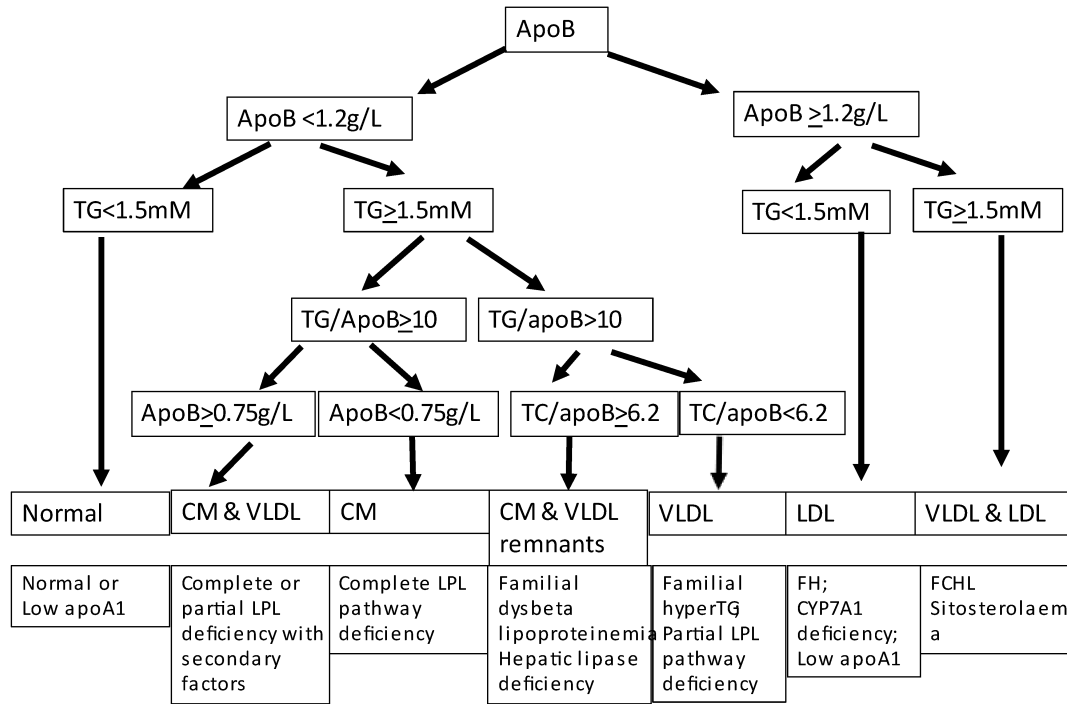 ApoB
ApoB <1.2g/L
ApoB ≥1.2g/L
TG<1.5mM
TG≥1.5mM
TG<1.5mM
TG≥1.5mM
TG/ApoB≥10
TG/apoB>10
ApoB≥0.75g/L
ApoB<0.75g/L
TC/apoB≥6.2
TC/apoB<6.2
Normal
CM & VLDL
CM
CM & VLDL
remnants
VLDL
LDL
VLDL & LDL
Normal or
Low apoA1
Complete or
partial LPL
deficiency with
secondary
factors
Complete LPL
pathway
deficiency
Familial
dysbeta
lipoproteinemia
Hepatic lipase
deficiency
Familial
hyperTG
Partial LPL
pathway
deficiency
FH;
CYP7A1
deficiency;
Low apoA1
FCHL
Sitosterolaem
a